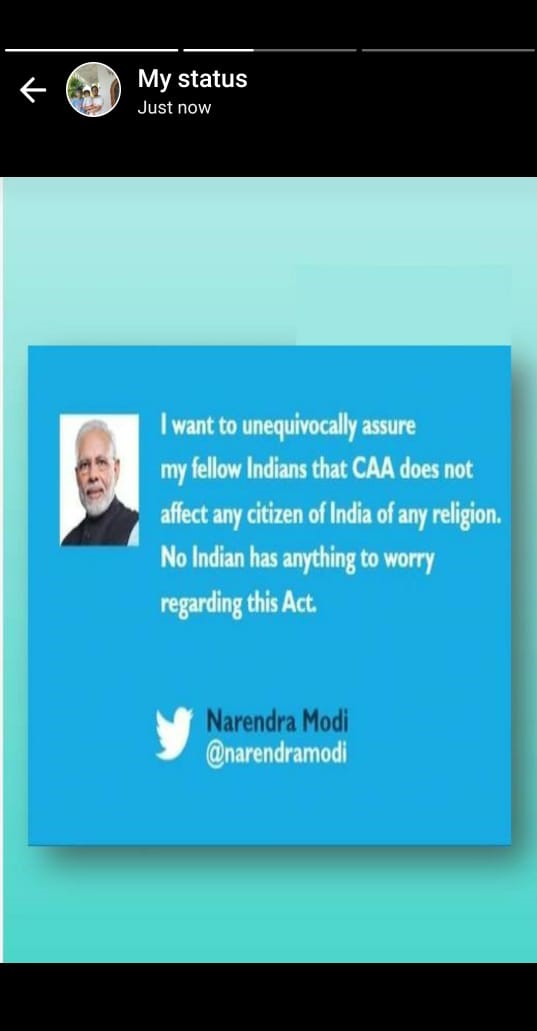 My status
Just now
I want to unequivocally assure
my fellow Indians that CAA does not
affect any citizen of India of any religion.
No Indian has anything to worry
regarding this Act.
Narendra Modi
@narendramodi